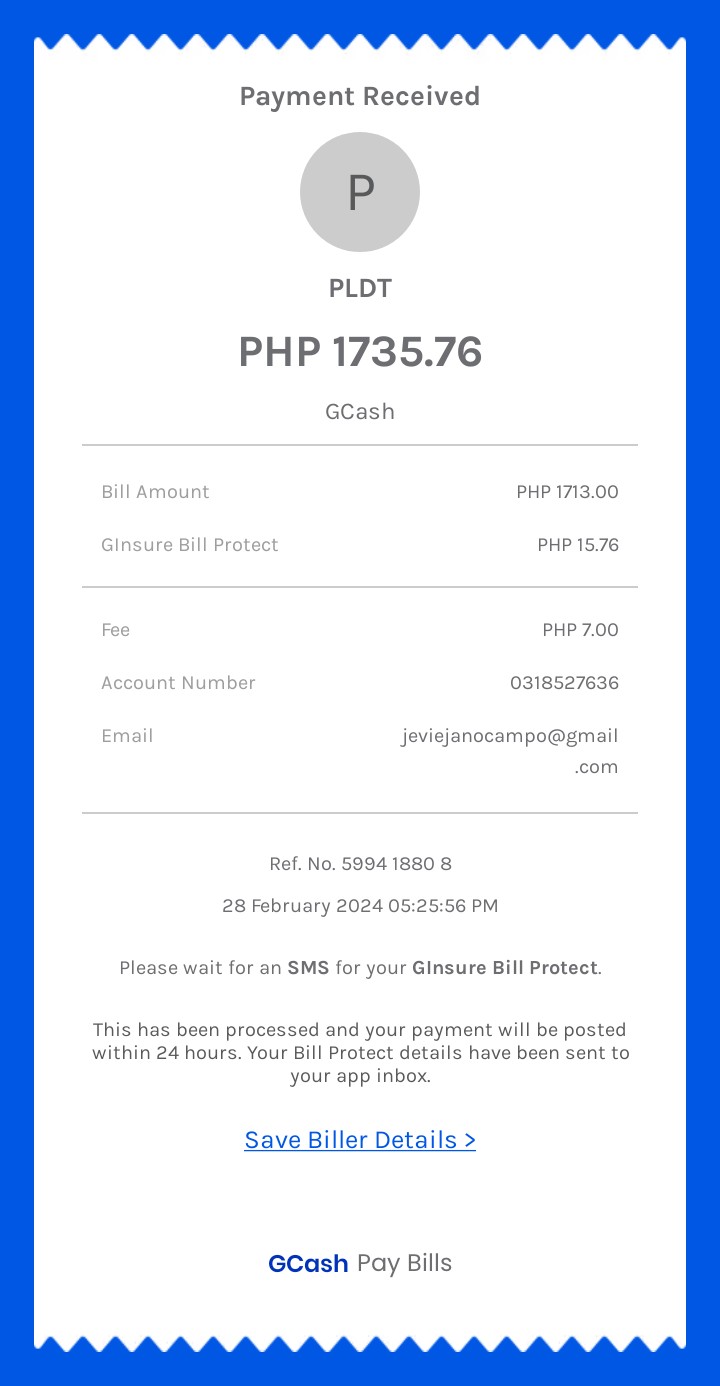 Payment Received
P
PLDT
PHP 1735.76
GCash
Bill Amount PHP 1713.00
GInsure Bill Protect PHP 15.76
Fee PHP 7.00
Account Number 0318527636
Email jeviejanocampo@gmail
.com
Ref. No. 5994 1880 8
28 February 2024 05:25:56 PM
Please wait for an SMS for your GInsure Bill Protect.
This has been processed and your payment will be posted
within 24 hours. Your Bill Protect details have been sent to
your app inbox.
Save Biller Details >
GCash Pay Bills